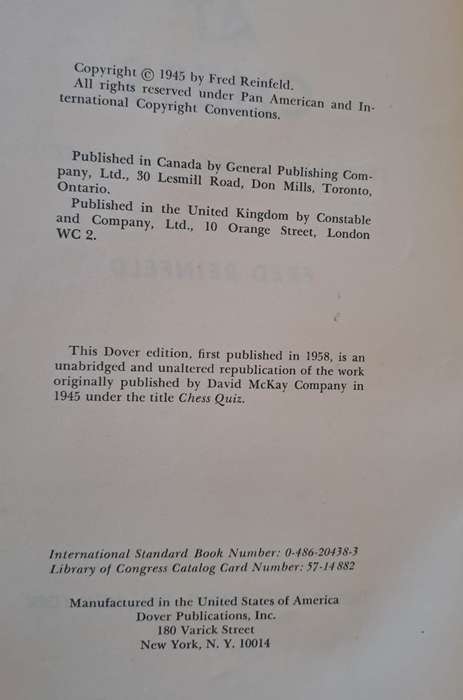 Copyright © 1945 by Fred Reinfeld.
All rights reserved under Pan American and In-
ternational Copyright Conventions.
Published in Canada by General Publishing Com-
pany, Ltd., 30 Lesmill Road, Don Mills, Toronto,
Ontario.
Published in the United Kingdom by Constable
and Company, Ltd., 10 Orange Street, London
WC 2.
This Dover edition, first published in 1958, is an
unabridged and unaltered republication of the work
originally published by David McKay Company in
1945 under the title Chess Quiz.
International Standard Book Number: 0-486-20438-3
Library of Congress Catalog Card Number: 57-14882
Manufactured in the United States of America
Dover Publications, Inc.
180 Varick Street
New York, N. Y. 10014